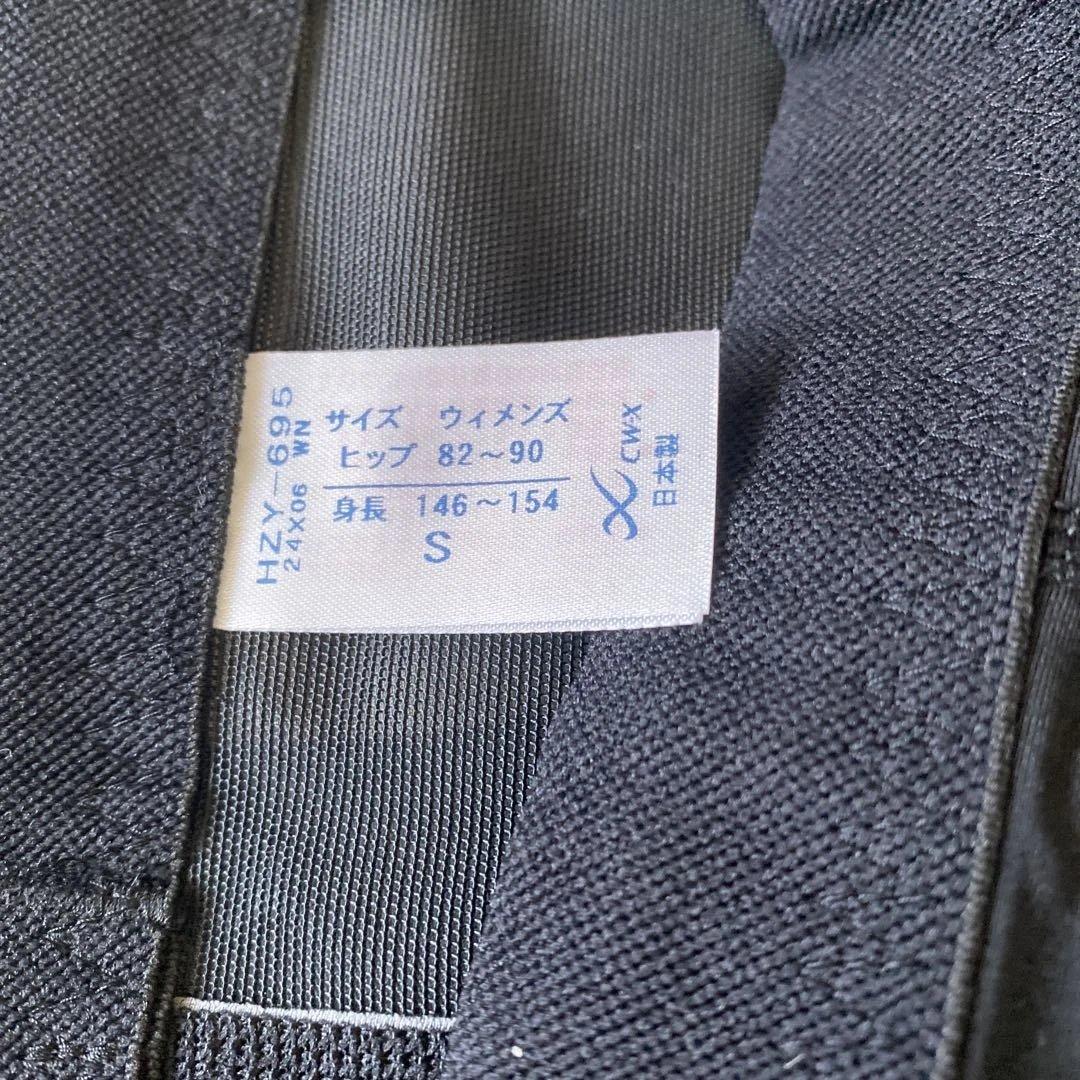 サイズ ウィメンズ
ヒップ 82～90
身長 146～154
S
HZY-695
24X06 WN
CW-X
日本製